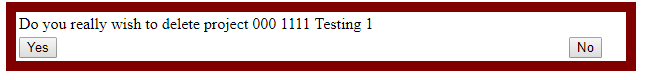 Do you really wish to delete project 000 1111 Testing 1
Yes No